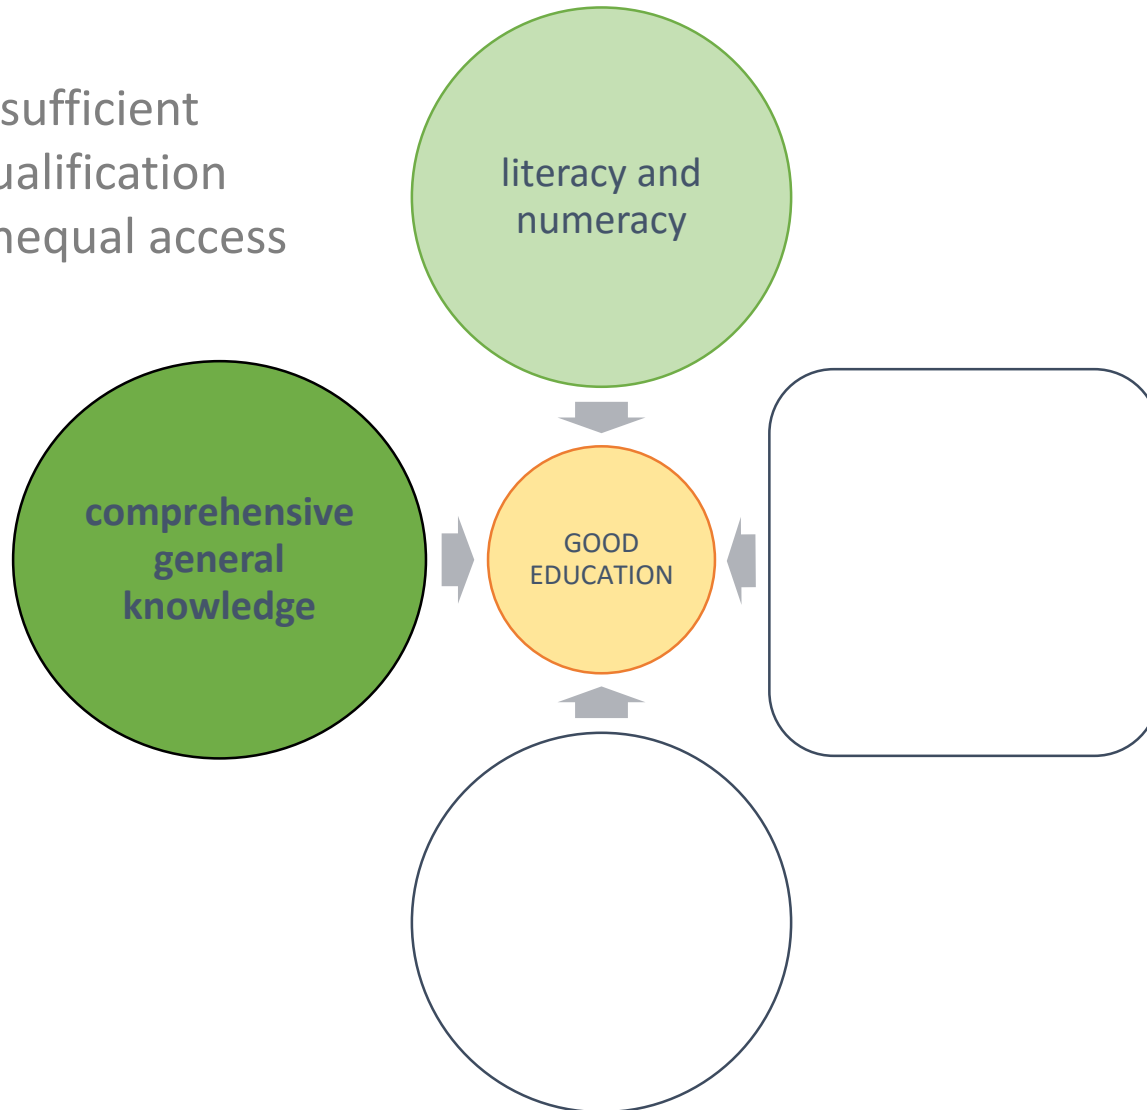 sufficient
ualification
nequal access
literacy and
numeracy
comprehensive
general
knowledge
GOOD
EDUCATION